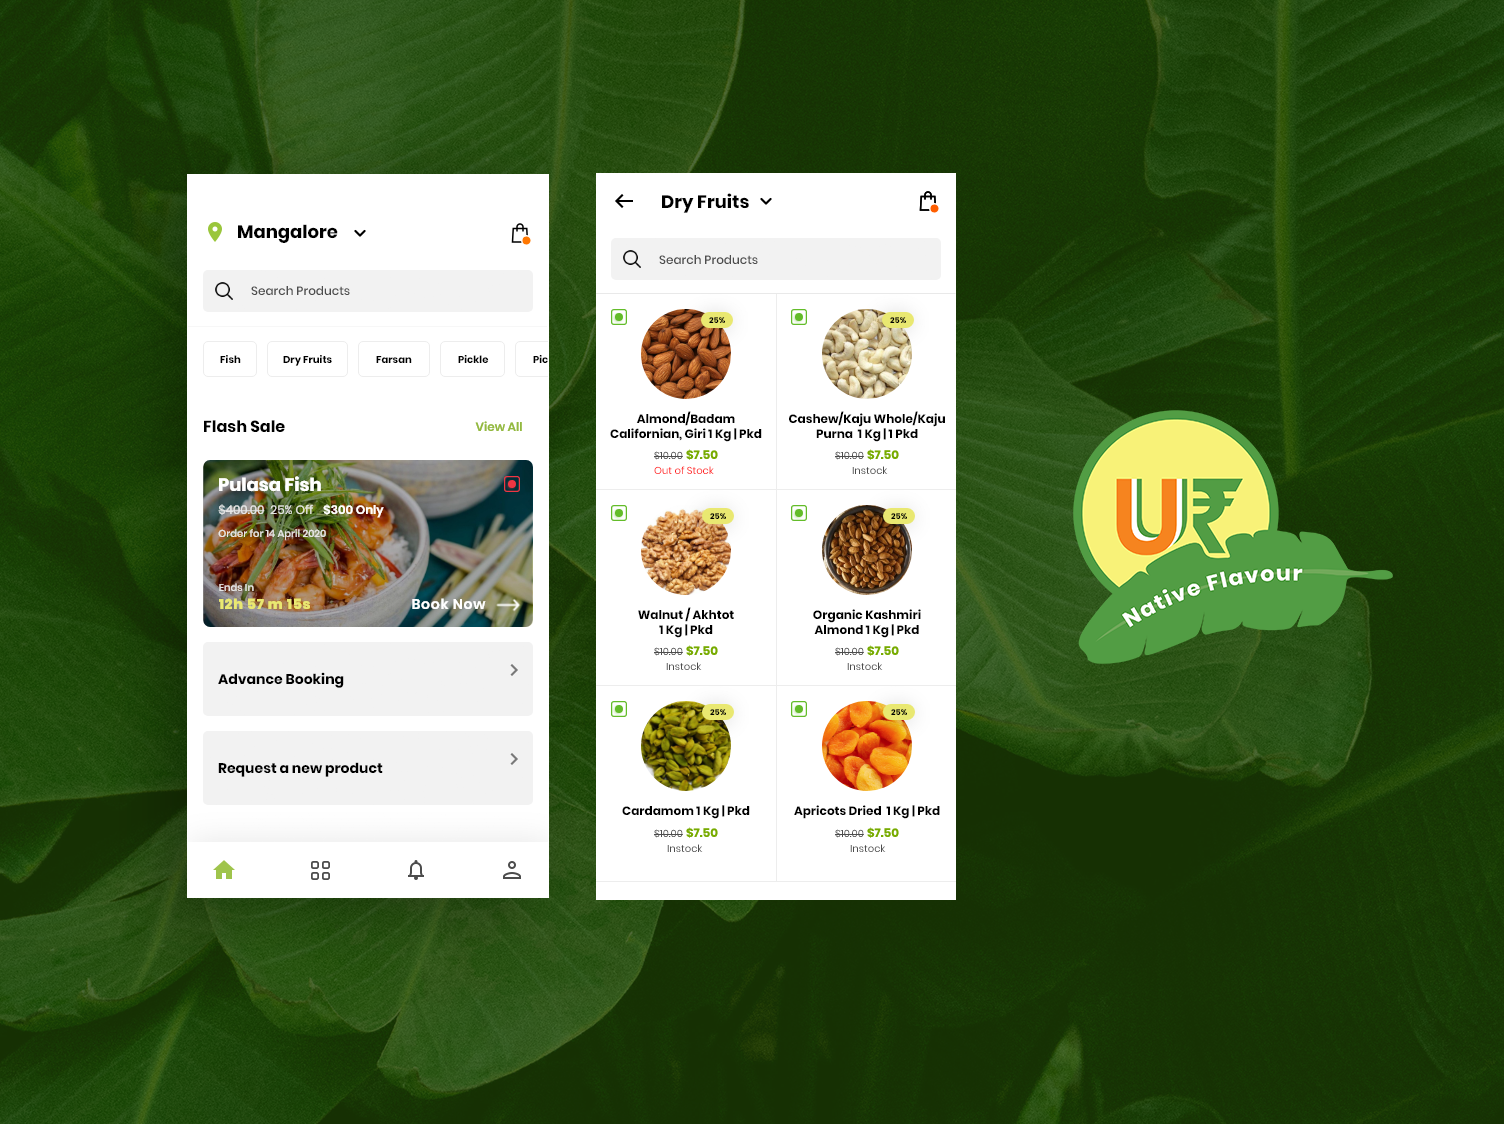 Mangalore
Search Products
Fish
Dry Fruits
Farsan
Pickle
Pic
Flash Sale
View All
Pulasa Fish
$400.00 25% Off $300 Only
Order for 14 April 2020
Ends In
12h 57 m 15s
Book Now
Advance Booking
Request a new product
Dry Fruits
Search Products
25%
Almond/Badam
Californian, Giri 1 Kg | Pkd
$10.00 $7.50
Out of Stock
25%
Cashew/Kaju Whole/Kaju
Purna 1 Kg | 1 Pkd
$10.00 $7.50
Instock
25%
Walnut / Akhtot
1 Kg | Pkd
$10.00 $7.50
Instock
25%
Organic Kashmiri
Almond 1 Kg | Pkd
$10.00 $7.50
Instock
25%
Cardamom 1 Kg | Pkd
$10.00 $7.50
Instock
25%
Apricots Dried 1 Kg | Pkd
$10.00 $7.50
Instock
U₹
Native Flavour